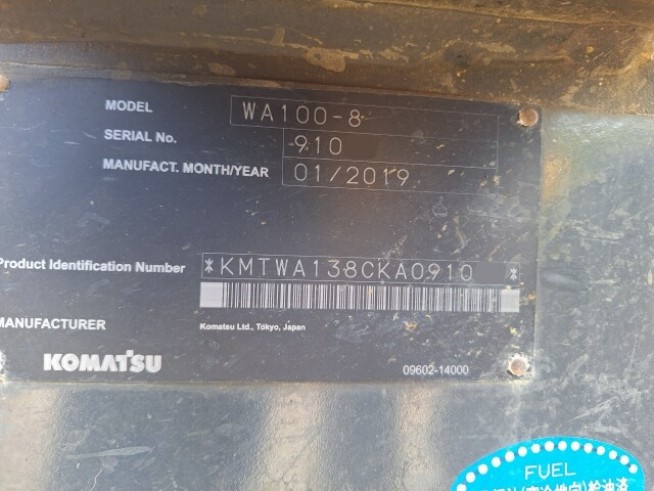 MODEL WA100-8
SERIAL No. 910
MANUFACT. MONTH/YEAR 01/2019
Product Identification Number *KMTWA138CKA0910 *
MANUFACTURER Komatsu Ltd., Tokyo, Japan
KOMATSU 09602-14000
FUEL